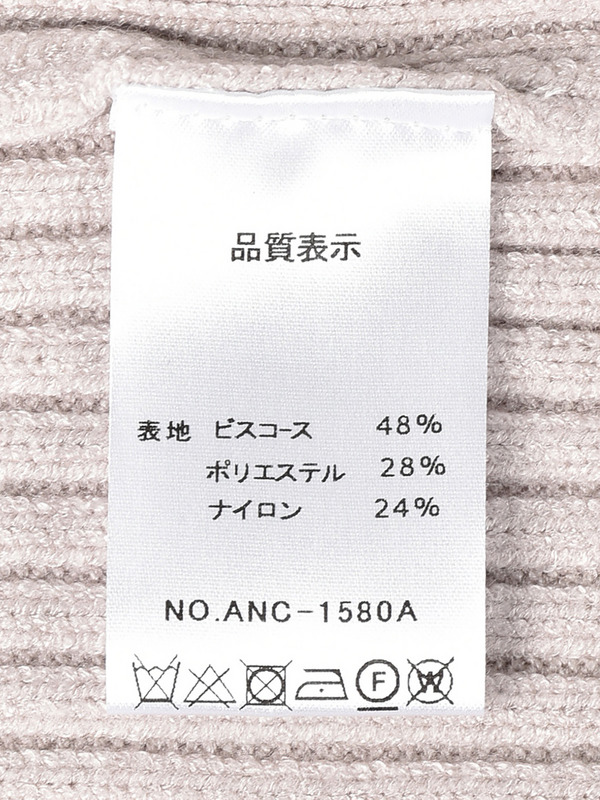 品質表示
表地 ビスコース 48%
ポリエステル 28%
ナイロン 24%
NO.ANC-1580A
F W